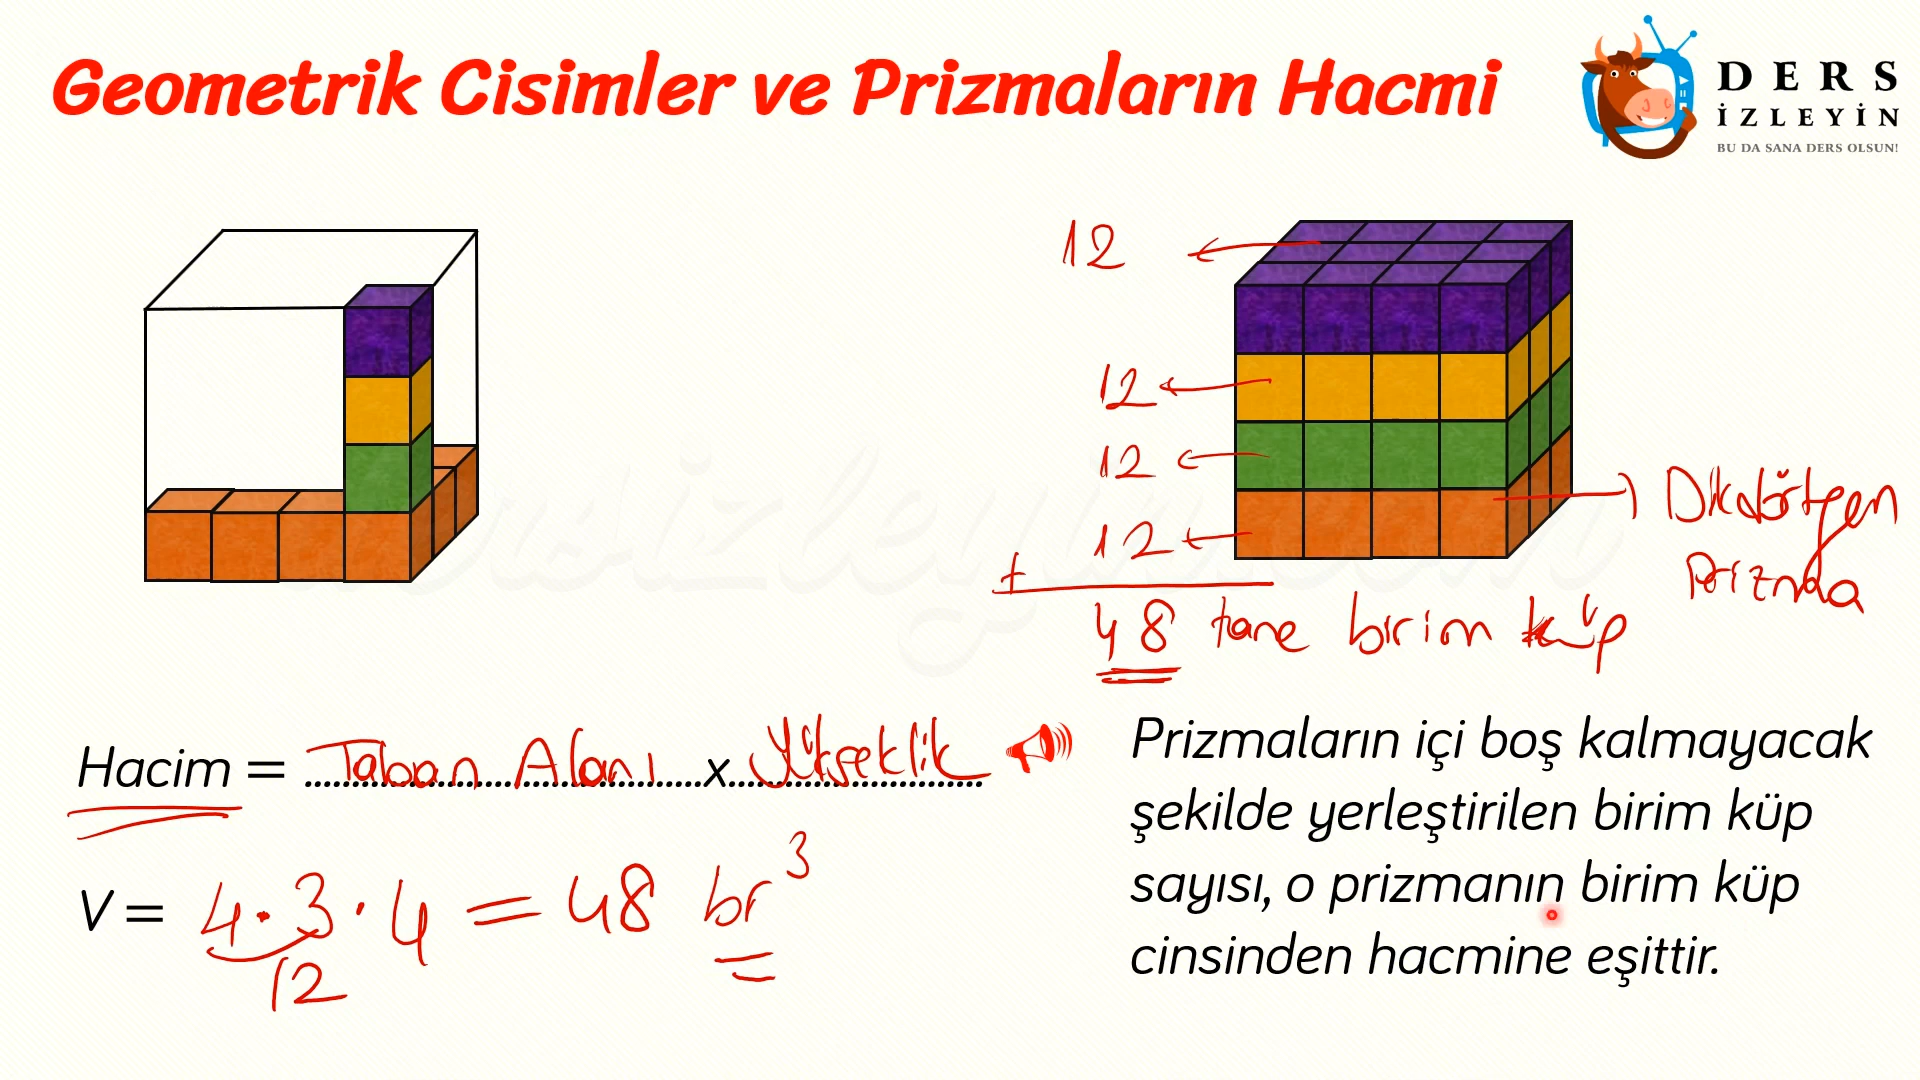 Geometrik Cisimler ve Prizmaların Hacmi
DERS
İZLEYİN
BU DA SANA DERS OLSUN!
12
12
12
12
+
48 tane birim küp
Dikdörtgen
Prizma
Hacim = Taban Alanı x Yükseklik
V = 4 · 3 · 4 = 48 br³
12
Prizmaların içi boş kalmayacak
şekilde yerleştirilen birim küp
sayısı, o prizmanın birim küp
cinsinden hacmine eşittir.